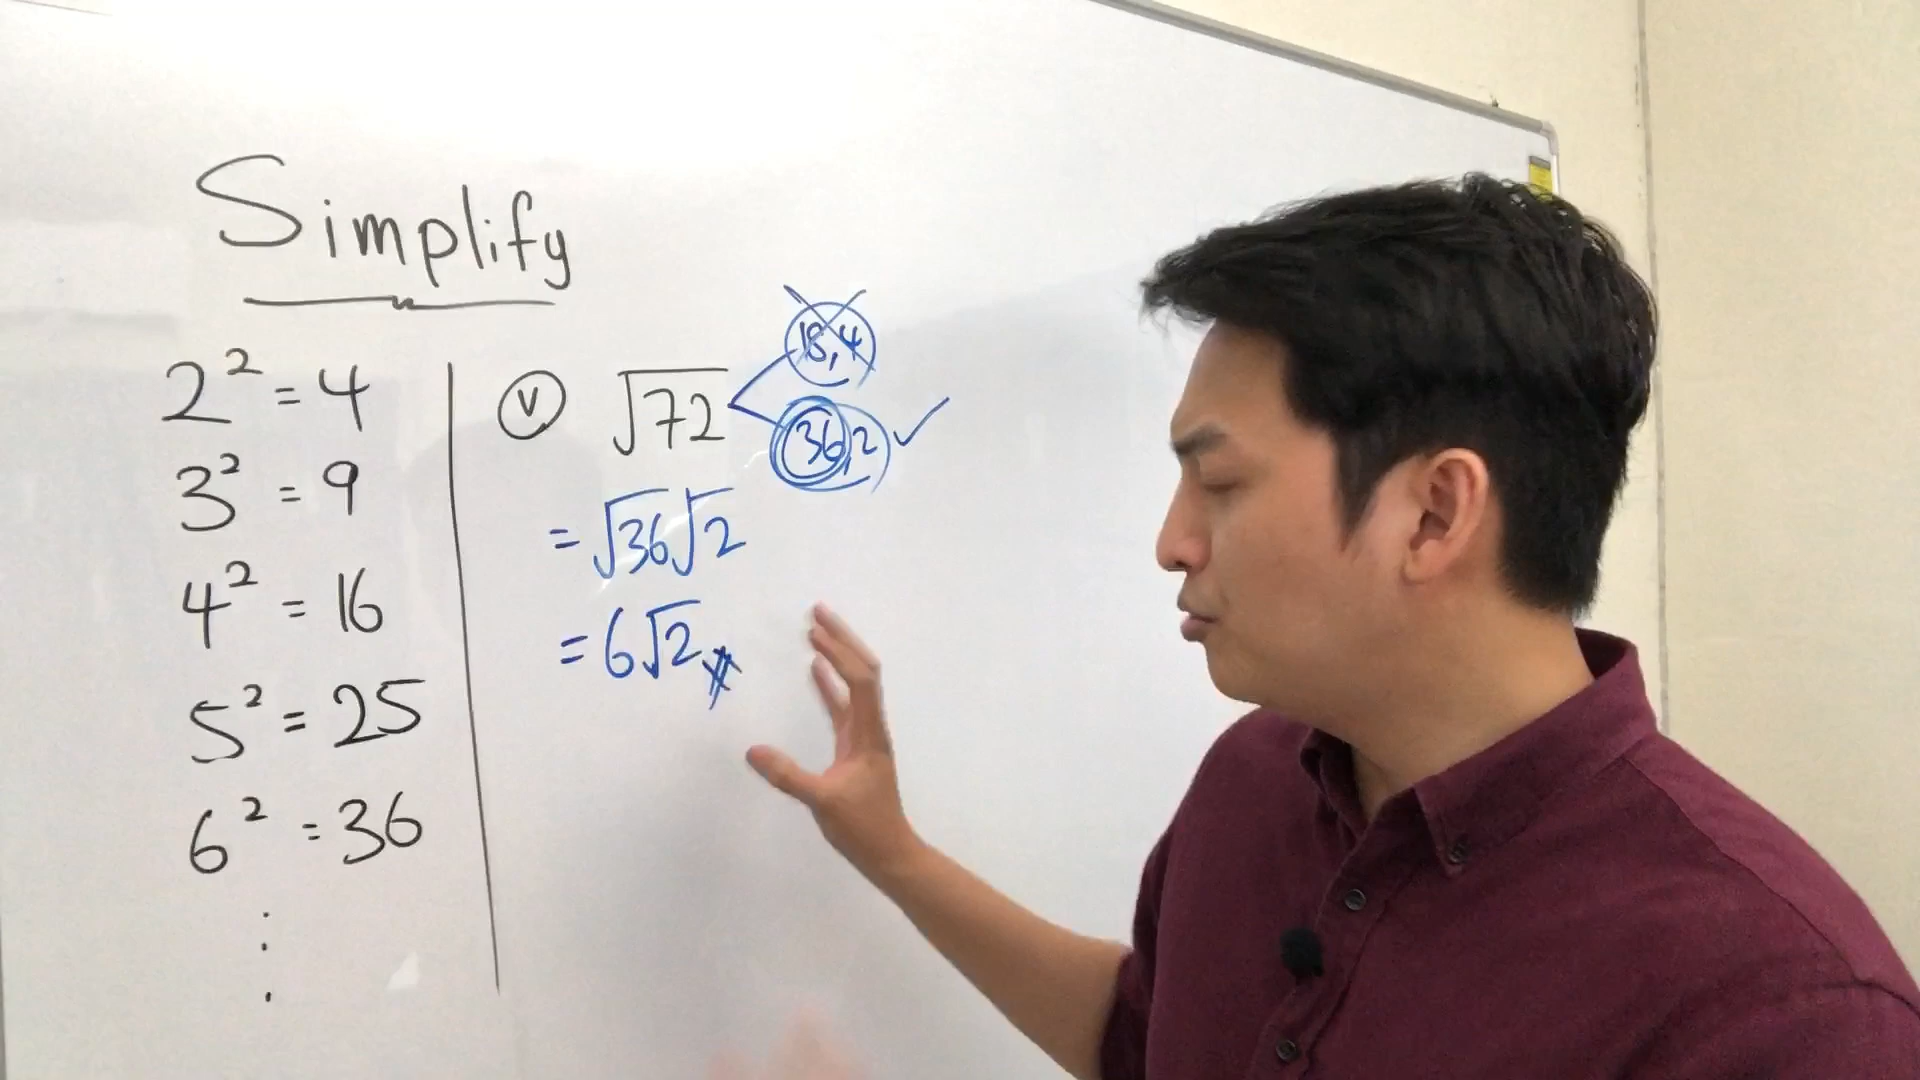 Simplify
2² = 4
3² = 9
4² = 16
5² = 25
6² = 36
⋮
(v) √72
18, 4
36, 2 ✓
= √36 √2
= 6√2